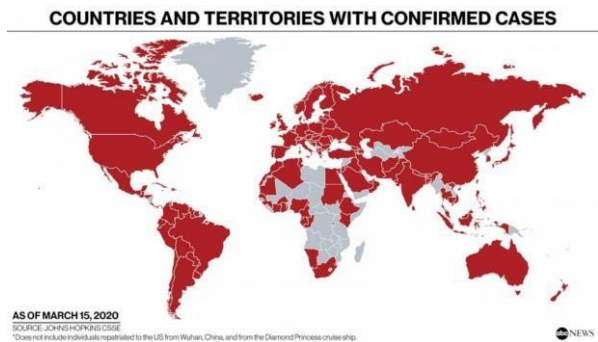 COUNTRIES AND TERRITORIES WITH CONFIRMED CASES
AS OF MARCH 15, 2020
SOURCE: JOHNS HOPKINS CSSE
*Does not include individuals repatriated to the US from Wuhan, China, and from the Diamond Princess cruise ship.
abc NEWS